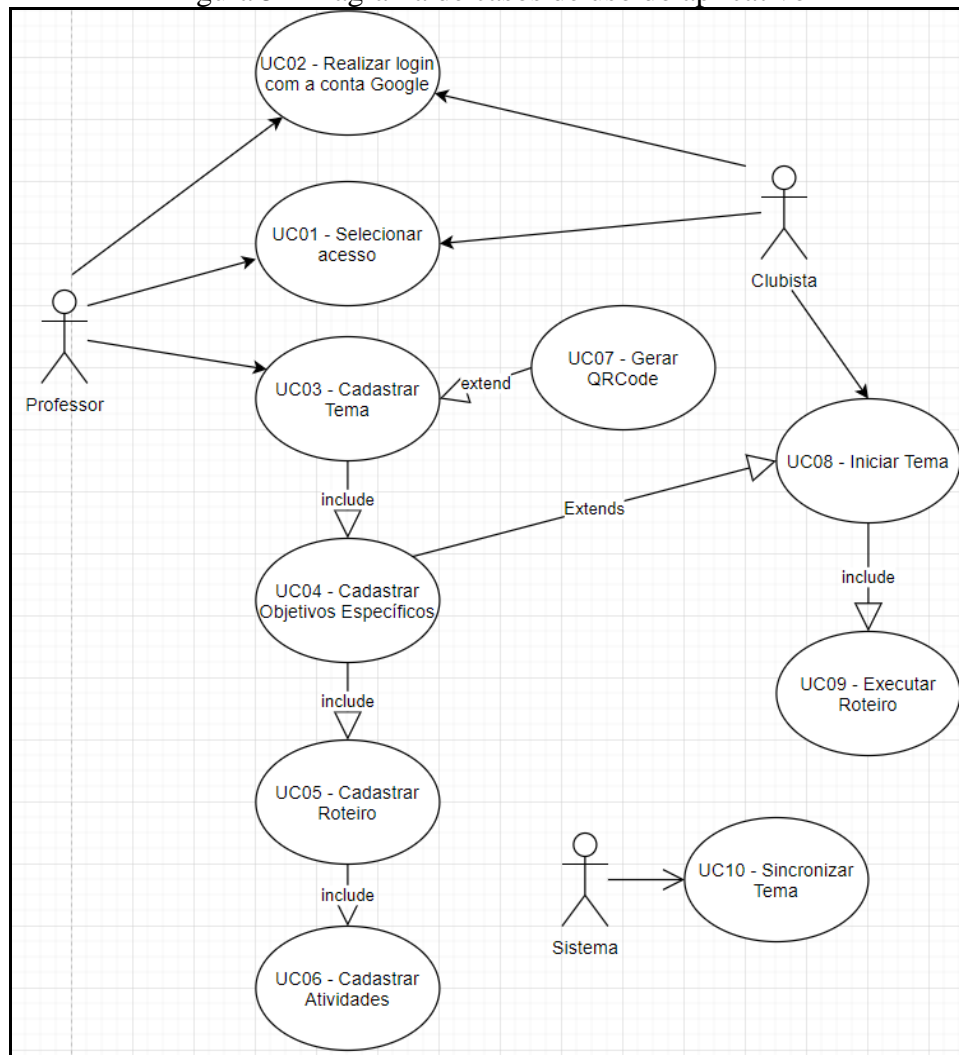 UC02 - Realizar login
com a conta Google
UC01 - Selecionar
acesso
Clubista
Professor
UC03 - Cadastrar
Tema
extend
UC07 - Gerar
QRCode
UC08 - Iniciar Tema
include
Extends
UC04 - Cadastrar
Objetivos Específicos
include
UC09 - Executar
Roteiro
include
UC05 - Cadastrar
Roteiro
UC10 - Sincronizar
Tema
include
Sistema
UC06 - Cadastrar
Atividades